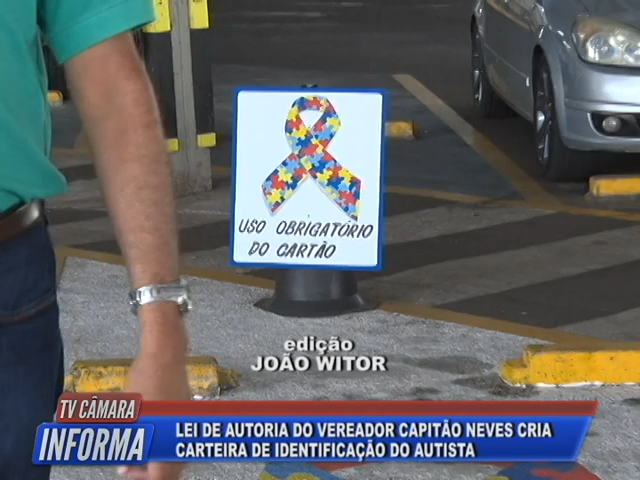 USO OBRIGATÓRIO
DO CARTÃO
edição
JOÃO WITOR
TV CÂMARA
INFORMA
LEI DE AUTORIA DO VEREADOR CAPITÃO NEVES CRIA
CARTEIRA DE IDENTIFICAÇÃO DO AUTISTA